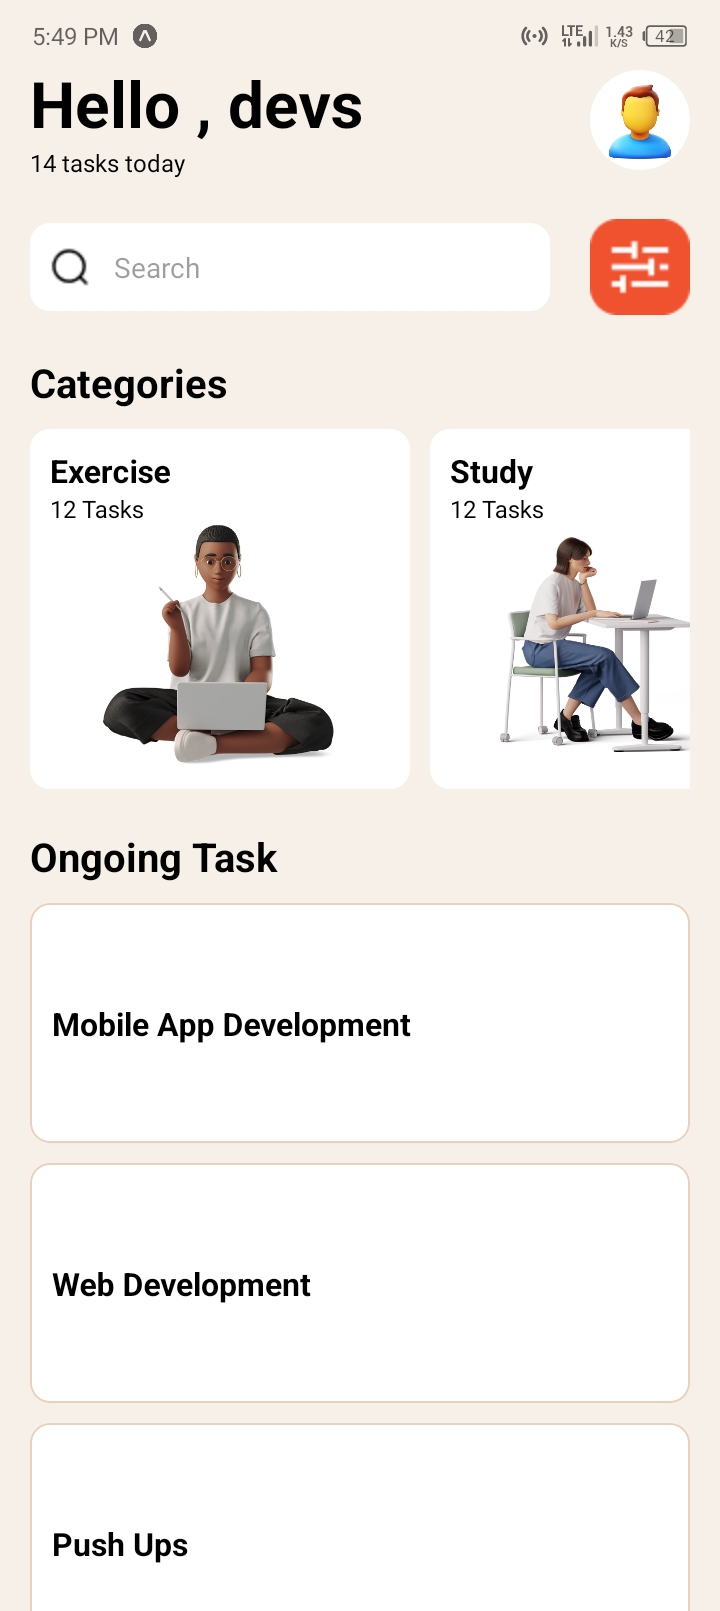 5:49 PM
LTE 1.43 K/S 42
Hello , devs
14 tasks today
Search
Categories
Exercise
12 Tasks
Study
12 Tasks
Ongoing Task
Mobile App Development
Web Development
Push Ups